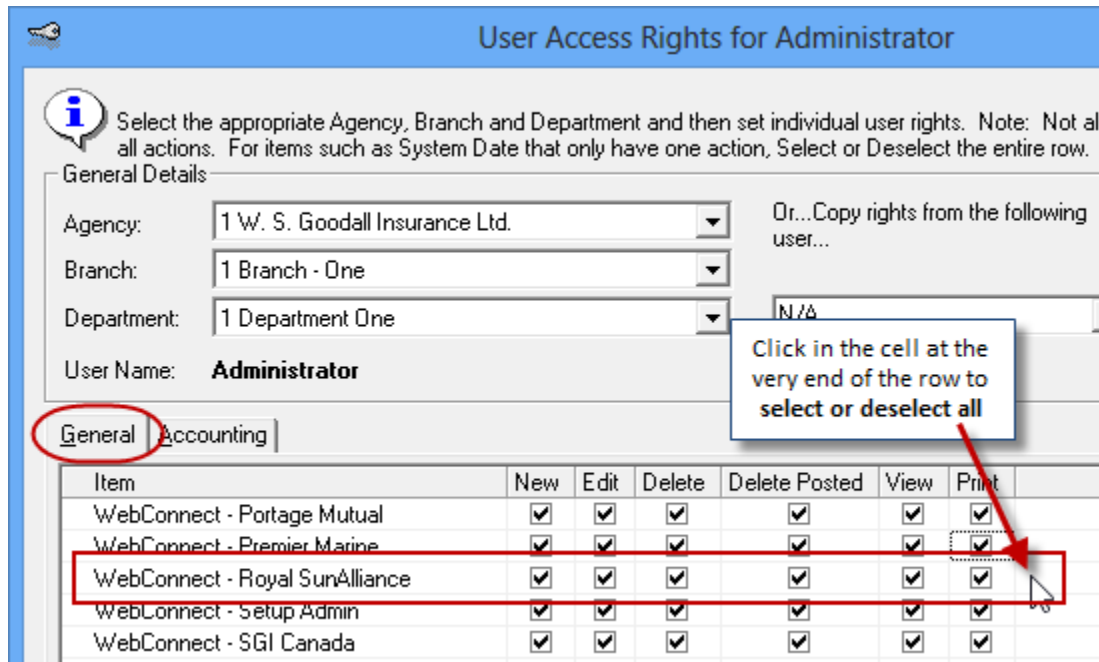 User Access Rights for Administrator
Select the appropriate Agency, Branch and Department and then set individual user rights. Note: Not al
all actions. For items such as System Date that only have one action, Select or Deselect the entire row.
General Details
Agency: 1 W. S. Goodall Insurance Ltd. Or...Copy rights from the following
user...
Branch: 1 Branch - One
Department: 1 Department One N/A
Click in the cell at the
very end of the row to
select or deselect all
User Name: Administrator
General Accounting
Item New Edit Delete Delete Posted View Print
WebConnect - Portage Mutual
WebConnect - Premier Marine
WebConnect - Royal SunAlliance
WebConnect - Setup Admin
WebConnect - SGI Canada